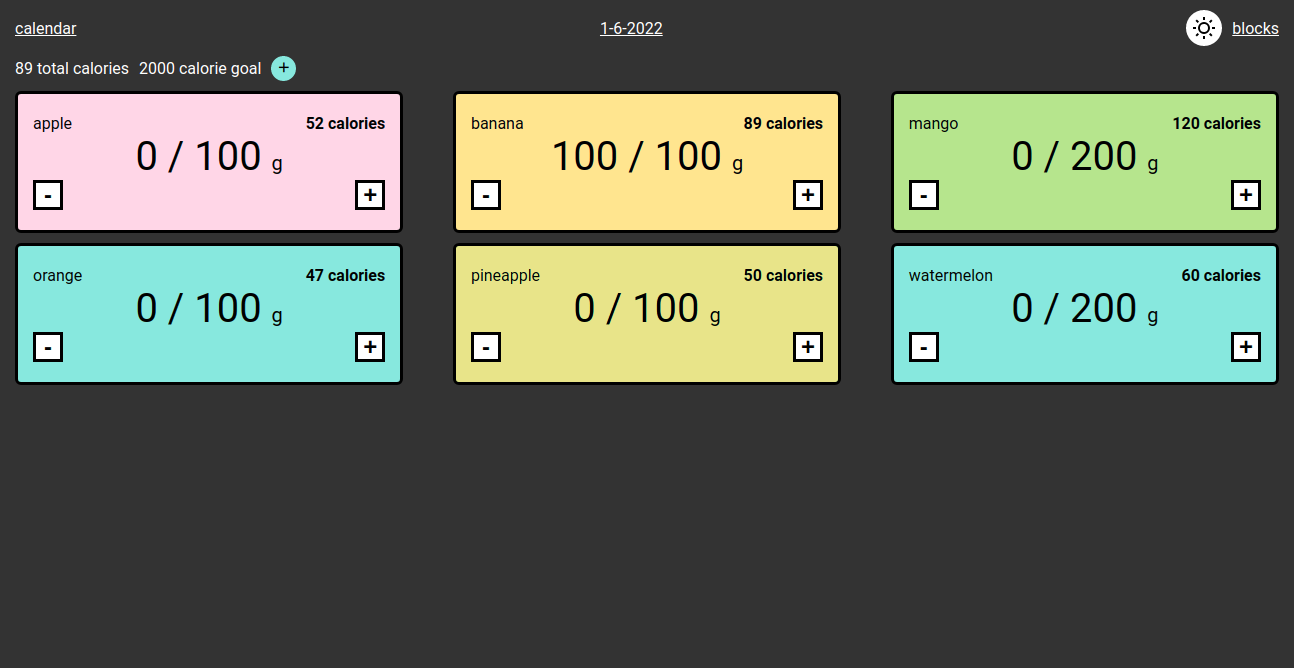 calendar 1-6-2022 blocks
89 total calories 2000 calorie goal +
apple 52 calories
0 / 100 g
- +
banana 89 calories
100 / 100 g
- +
mango 120 calories
0 / 200 g
- +
orange 47 calories
0 / 100 g
- +
pineapple 50 calories
0 / 100 g
- +
watermelon 60 calories
0 / 200 g
- +